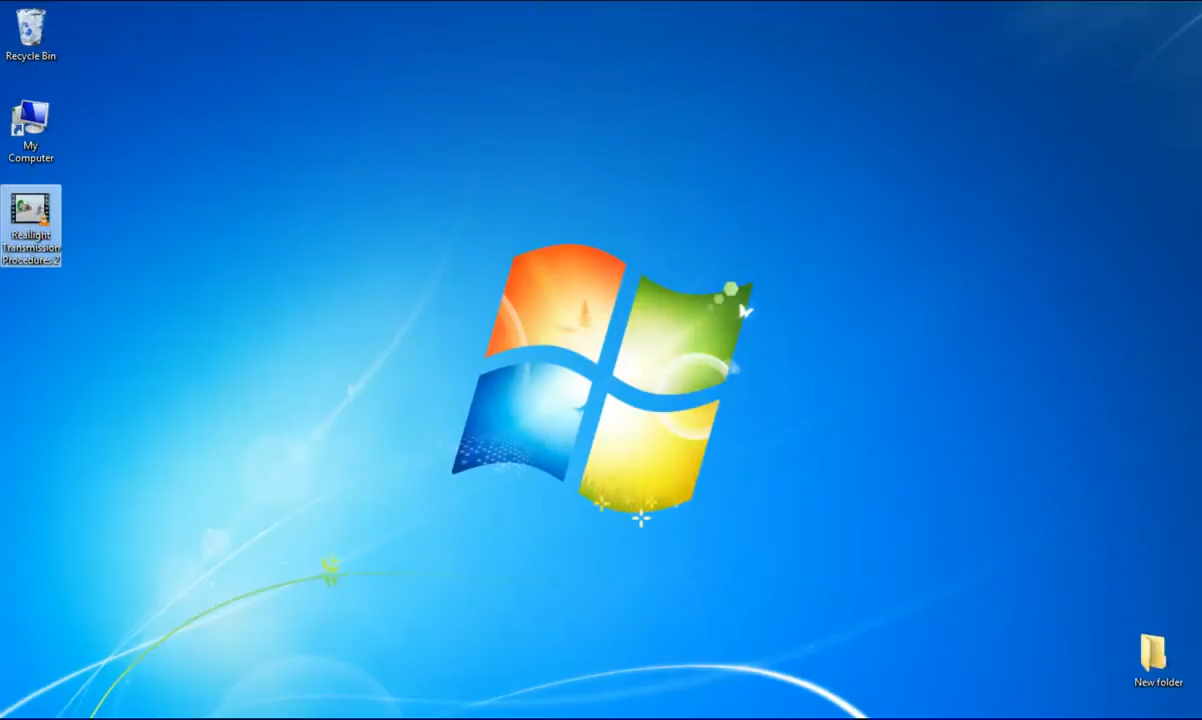 Recycle Bin
My
Computer
Reallight
Transmission
Procedures 2
New folder